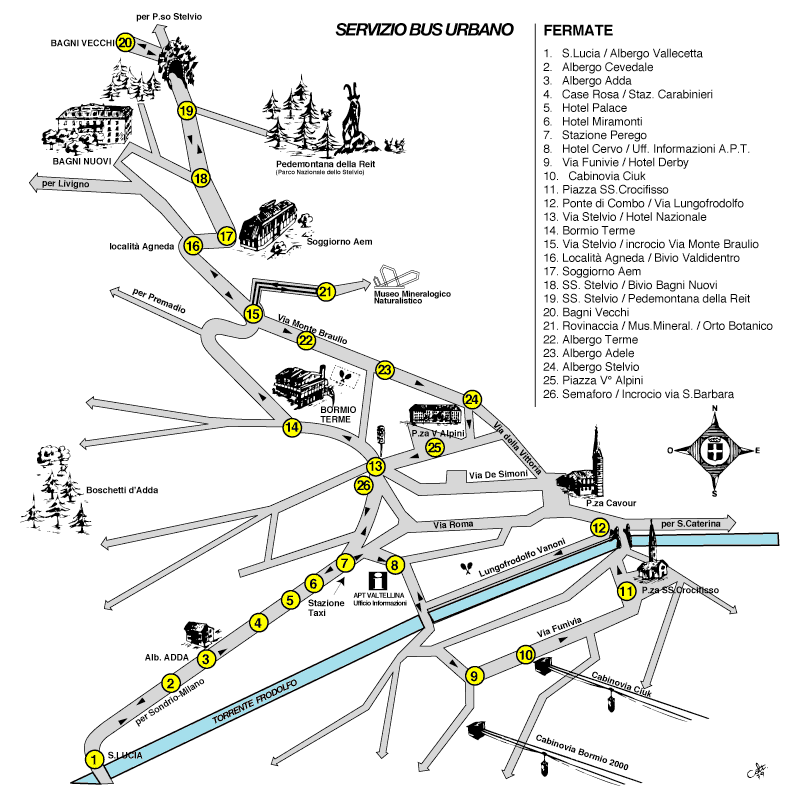 per P.so Stelvio
SERVIZIO BUS URBANO
FERMATE
1. S.Lucia / Albergo Vallecetta
2. Albergo Cevedale
3. Albergo Adda
4. Case Rosa / Staz. Carabinieri
5. Hotel Palace
6. Hotel Miramonti
7. Stazione Perego
8. Hotel Cervo / Uff. Informazioni A.P.T.
9. Via Funivie / Hotel Derby
10. Cabinovia Ciuk
11. Piazza SS.Crocifisso
12. Ponte di Combo / Via Lungofrodolfo
13. Via Stelvio / Hotel Nazionale
14. Bormio Terme
15. Via Stelvio / incrocio Via Monte Braulio
16. Località Agneda / Bivio Valdidentro
17. Soggiorno Aem
18. SS. Stelvio / Bivio Bagni Nuovi
19. SS. Stelvio / Pedemontana della Reit
20. Bagni Vecchi
21. Rovinaccia / Mus.Mineral. / Orto Botanico
22. Albergo Terme
23. Albergo Adele
24. Albergo Stelvio
25. Piazza V° Alpini
26. Semaforo / Incrocio via S.Barbara
BAGNI VECCHI
20
19
BAGNI NUOVI
Pedemontana della Reit
(Parco Nazionale dello Stelvio)
per Livigno
18
17
località Agneda
16
Soggiorno Aem
per Premadio
21
Museo Mineralogico
Naturalistico
15
Via Monte Braulio
22
23
24
BORMIO
TERME
14
P.za V Alpini
25
Via della Vittoria
13
26
Via De Simoni
Boschetti d'Adda
P.za Cavour
N
O
E
S
Via Roma
12
per S.Caterina
7
8
Lungofrodolfo Vanoni
6
5
Stazione
Taxi
i
APT VALTELLINA
Ufficio Informazioni
11
P.za SS.Crocifisso
4
Via Funivia
Alb. ADDA
3
10
2
9
per Sondrio-Milano
Cabinovia Ciuk
TORRENTE FRODOLFO
Cabinovia Bormio 2000
1
S.LUCIA